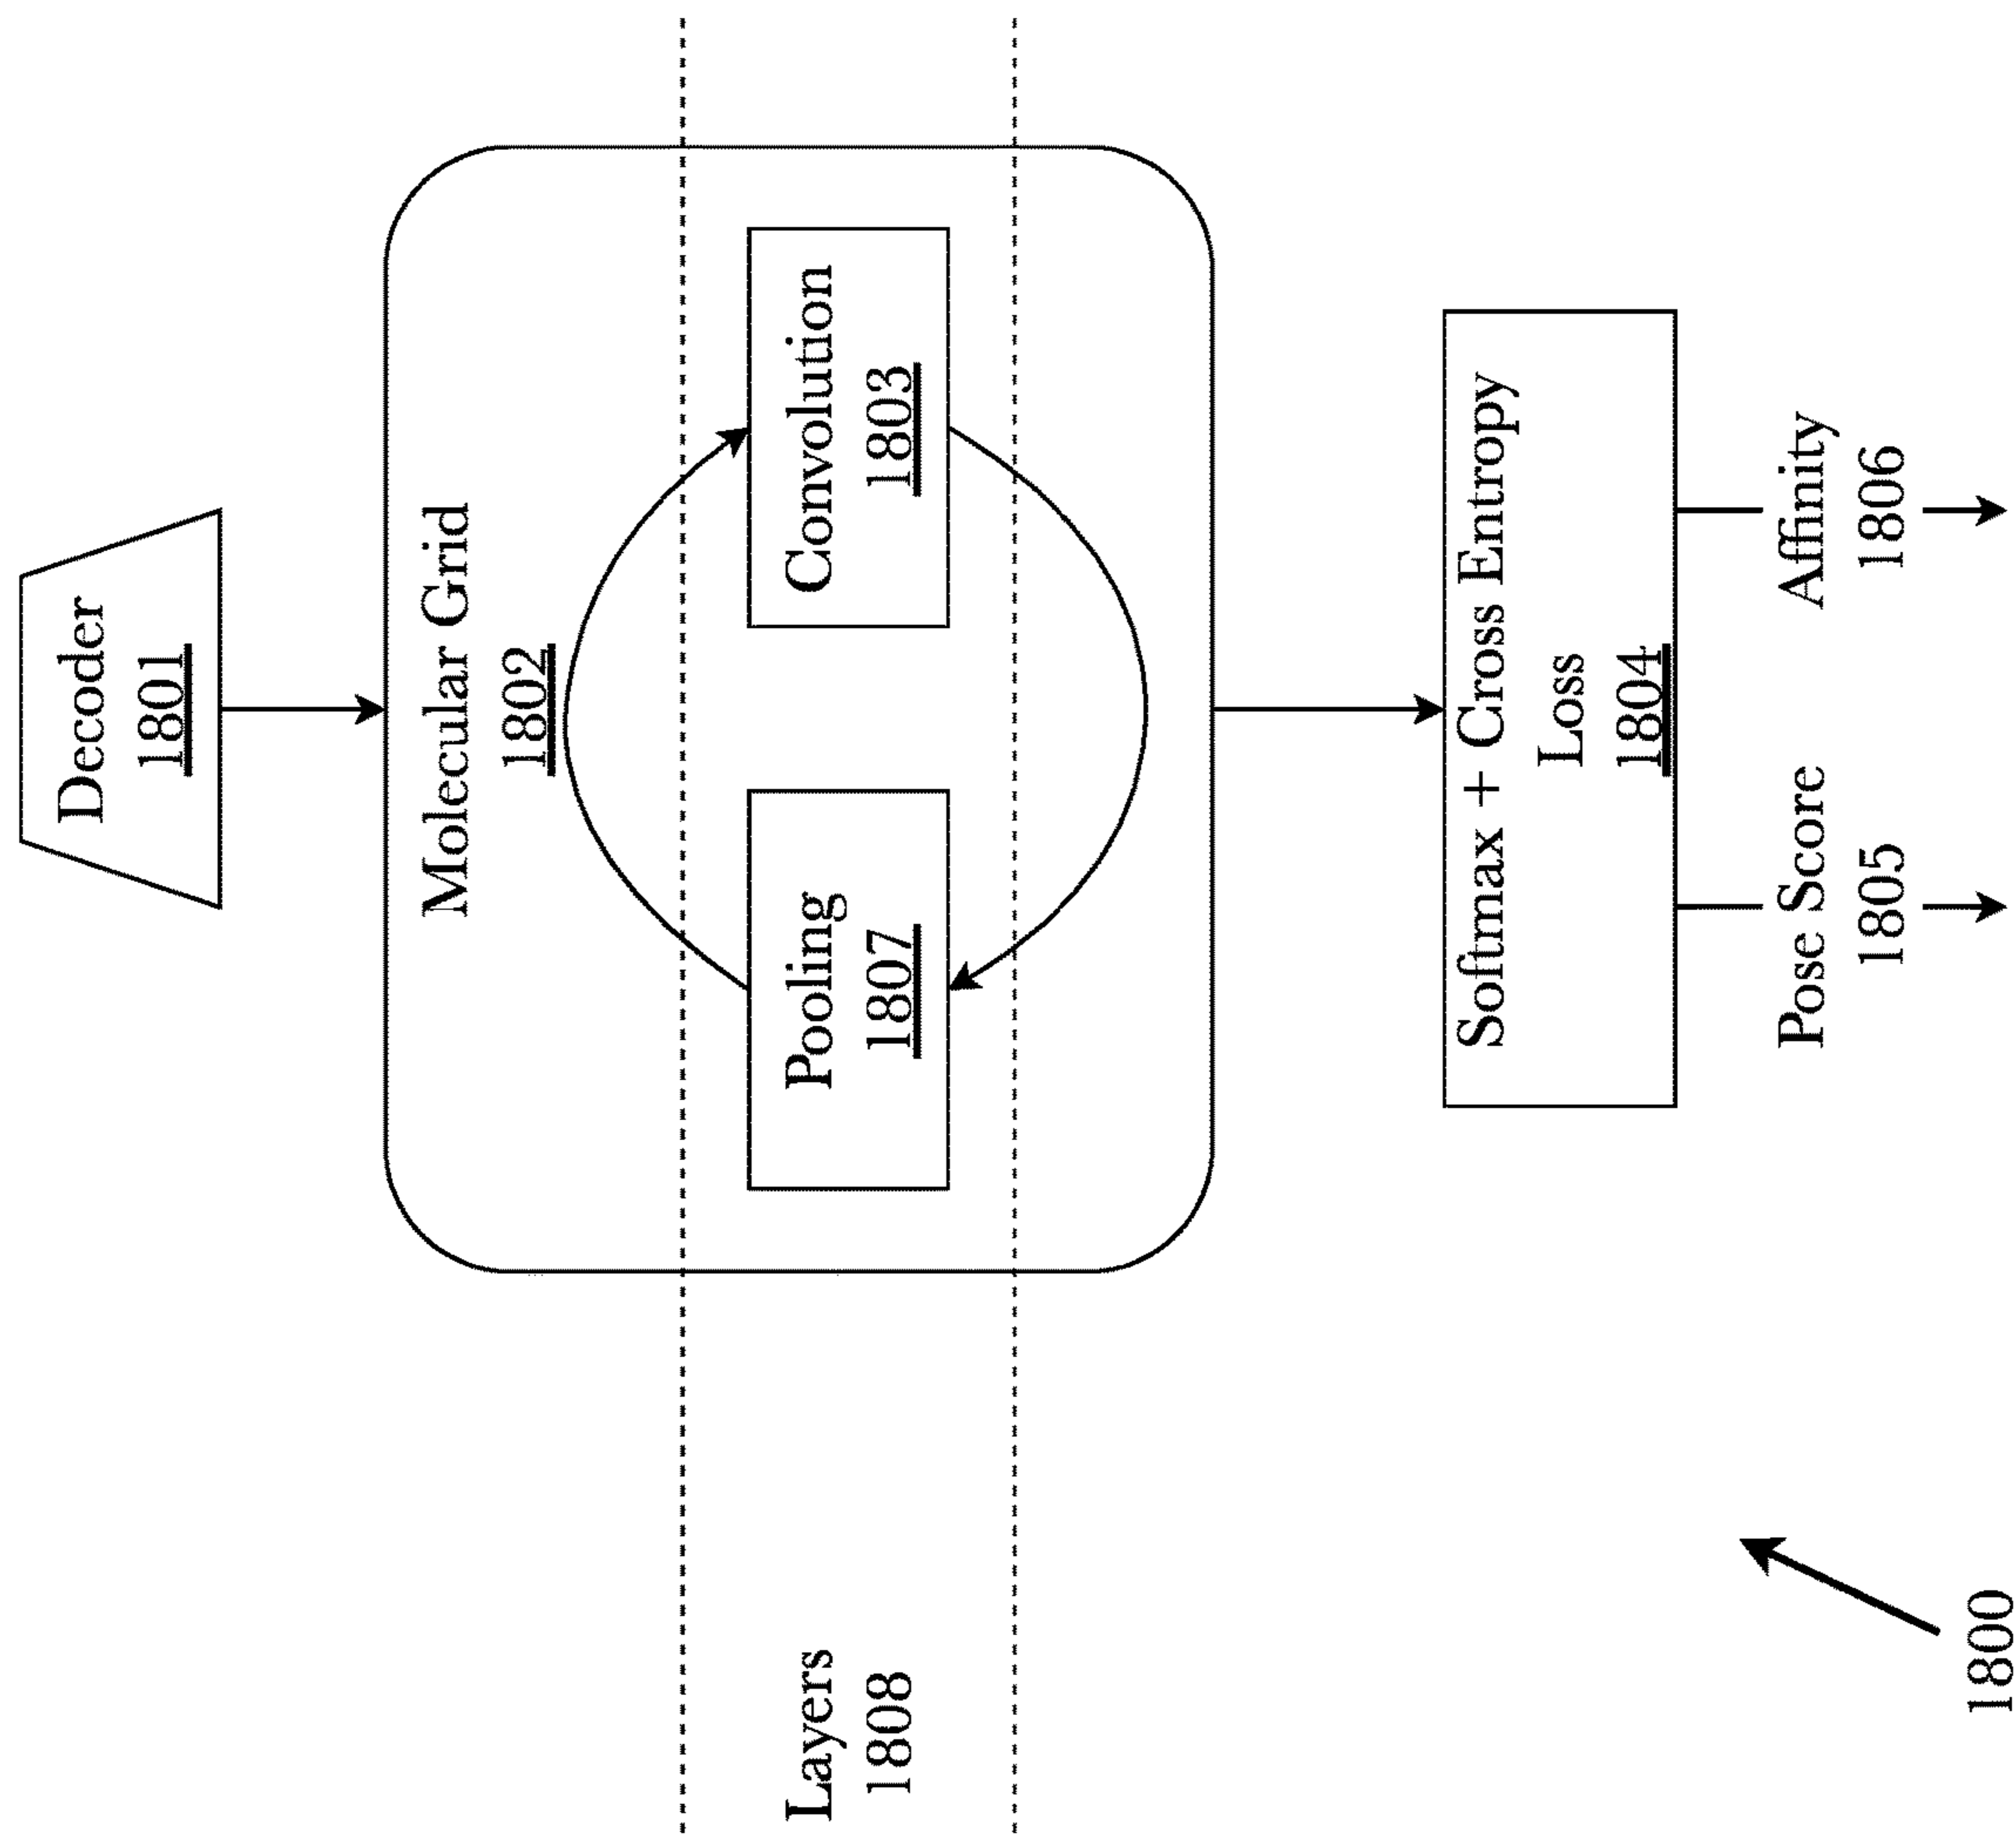 Decoder
1801
Molecular Grid
1802
Layers
1808
Pooling
1807
Convolution
1803
Softmax + Cross Entropy
Loss
1804
Pose Score
1805
Affinity
1806
1800